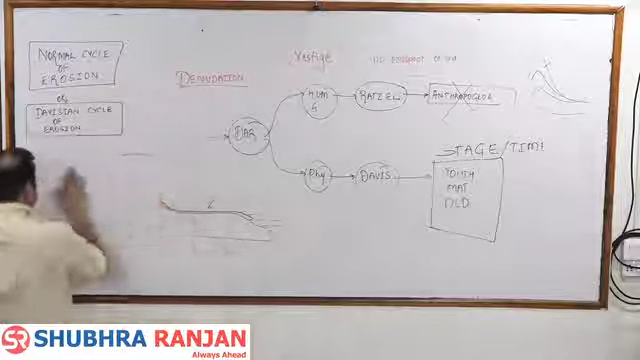 NORMAL CYCLE
OF
EROSION
OR
DAVISIAN CYCLE
OF
EROSION
DENUDATION
Vestige
DAR
HUM
G
RATZEL
ANTHROPOGEOG
Phy
DAVIS
STAGE/TIME
YOUTH
MAT
OLD
SR SHUBHRA RANJAN
Always Ahead